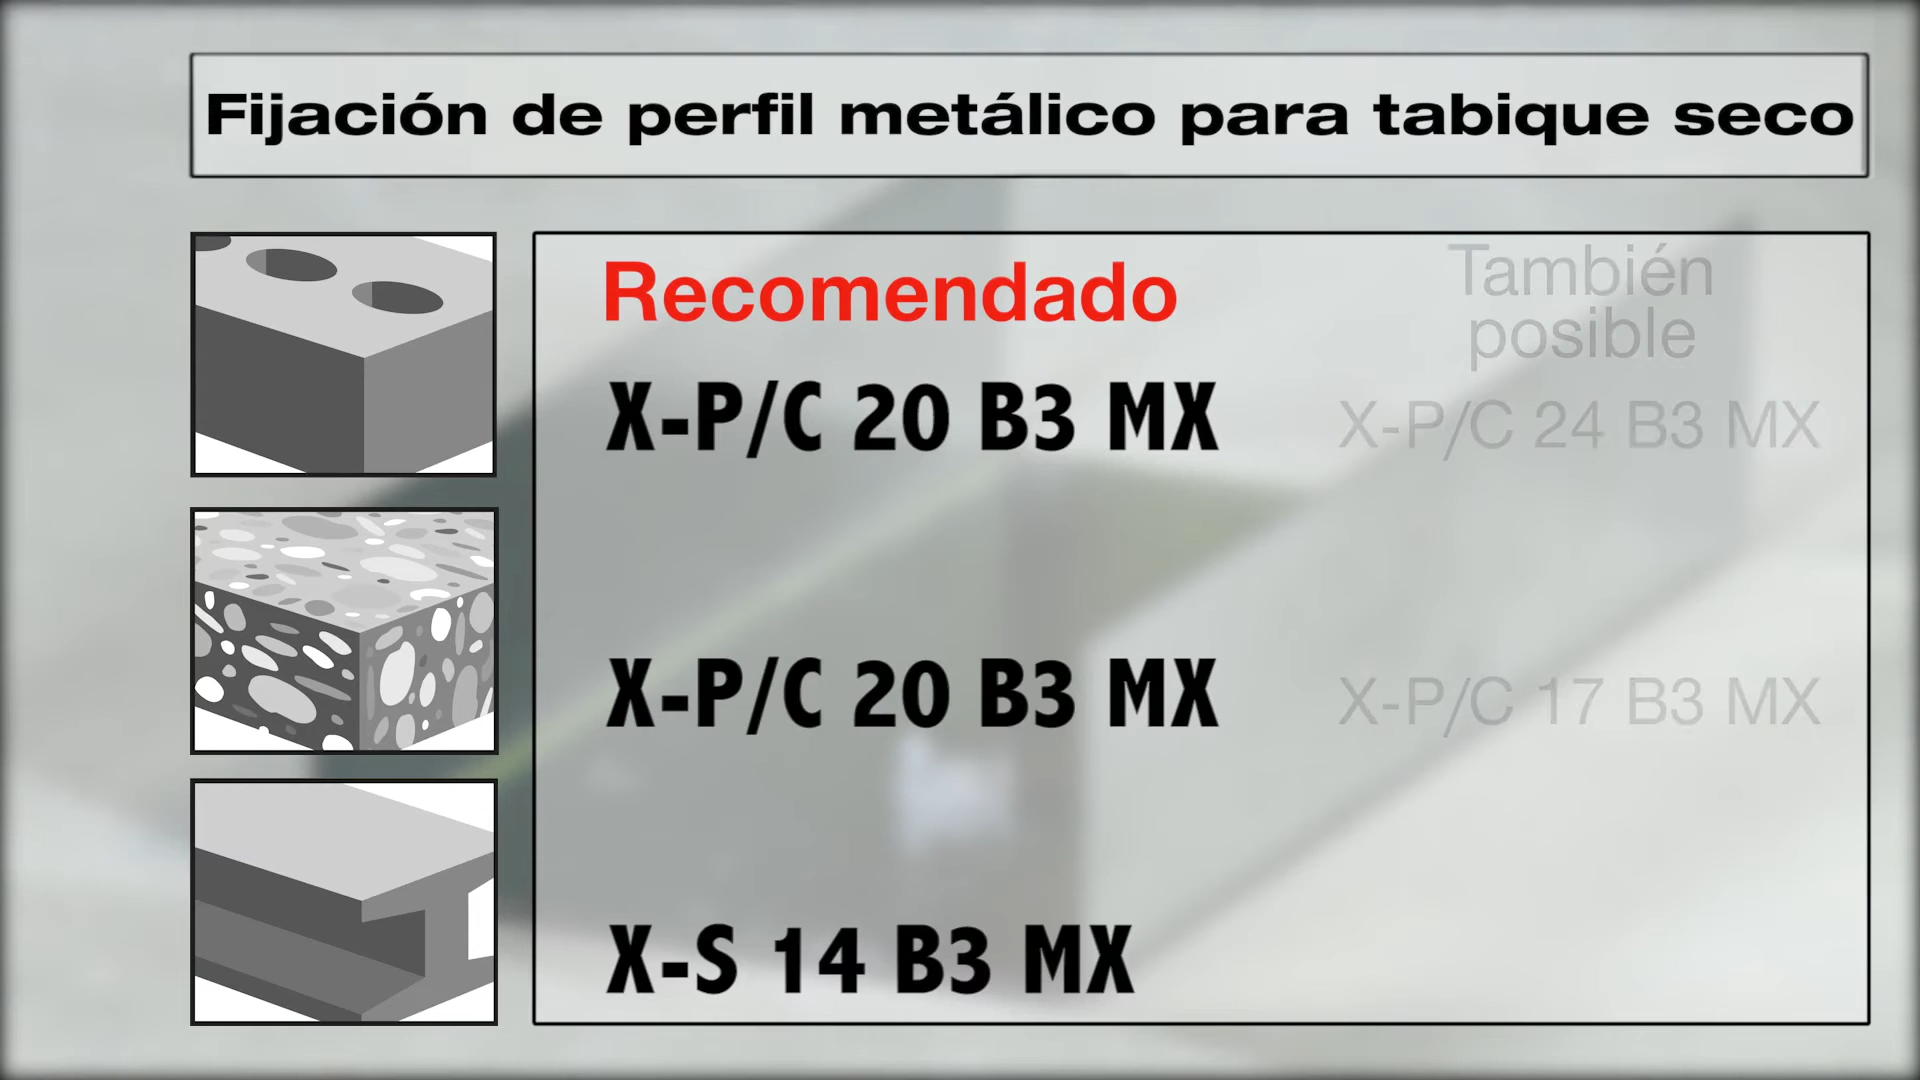 Fijación de perfil metálico para tabique seco
Recomendado
También
posible
X-P/C 20 B3 MX
X-P/C 24 B3 MX
X-P/C 20 B3 MX
X-P/C 17 B3 MX
X-S 14 B3 MX